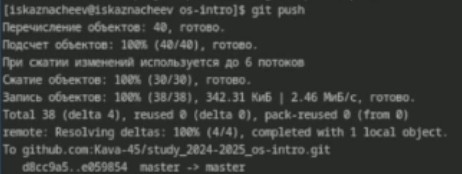 [iskaznacheev@iskaznacheev os-intro]$ git push
Перечисление объектов: 40, готово.
Подсчет объектов: 100% (40/40), готово.
При сжатии изменений используется до 6 потоков
Сжатие объектов: 100% (30/30), готово.
Запись объектов: 100% (38/38), 342.31 КиБ | 2.46 МиБ/с, готово.
Total 38 (delta 4), reused 0 (delta 0), pack-reused 0 (from 0)
remote: Resolving deltas: 100% (4/4), completed with 1 local object.
To github.com:Kava-45/study_2024-2025_os-intro.git
d8cc9a5..e059854 master -> master